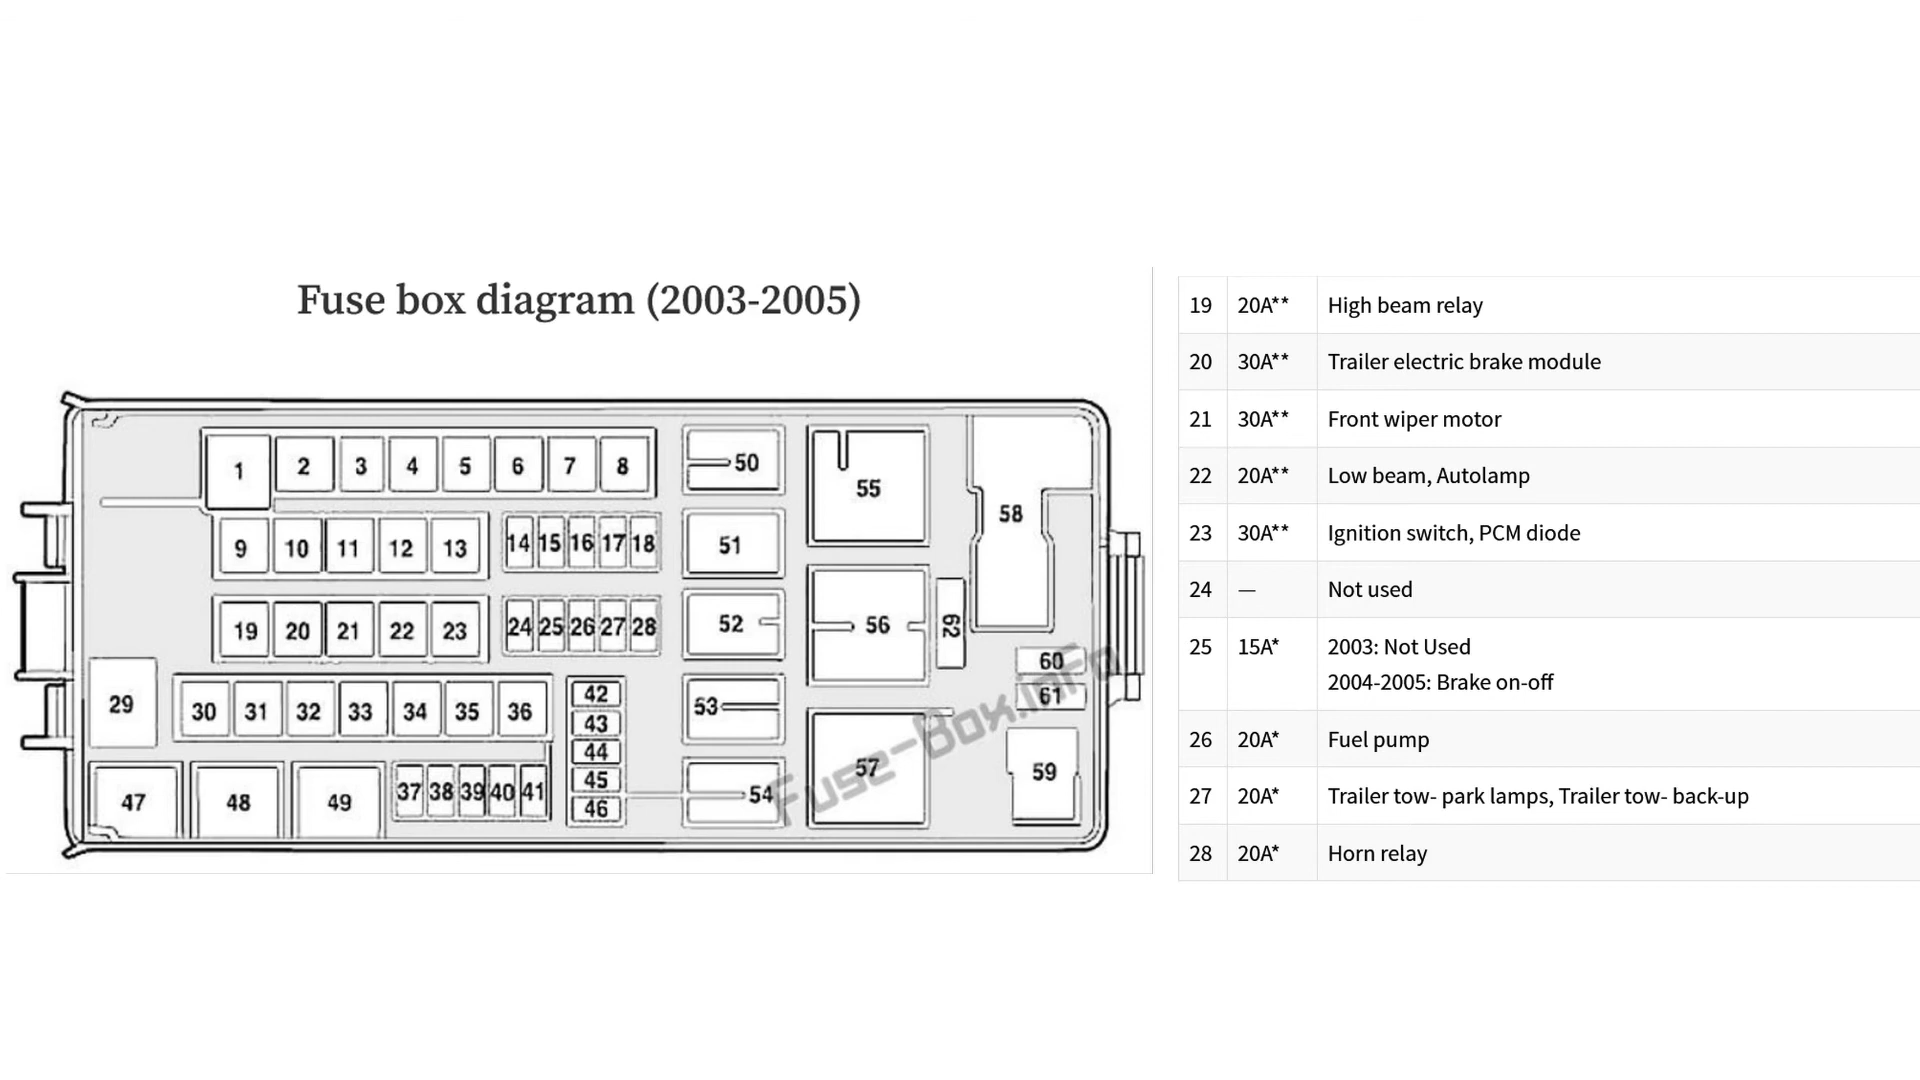 Fuse box diagram (2003-2005)
1 2 3 4 5 6 7 8 50 55 58
9 10 11 12 13 14 15 16 17 18 51
19 20 21 22 23 24 25 26 27 28 52 56 62
60
61
29 30 31 32 33 34 35 36 42 53
43
44
45
46
47 48 49 37 38 39 40 41 54 57 59
Fuse-Box.inFo
19 20A** High beam relay
20 30A** Trailer electric brake module
21 30A** Front wiper motor
22 20A** Low beam, Autolamp
23 30A** Ignition switch, PCM diode
24 — Not used
25 15A* 2003: Not Used
2004-2005: Brake on-off
26 20A* Fuel pump
27 20A* Trailer tow- park lamps, Trailer tow- back-up
28 20A* Horn relay